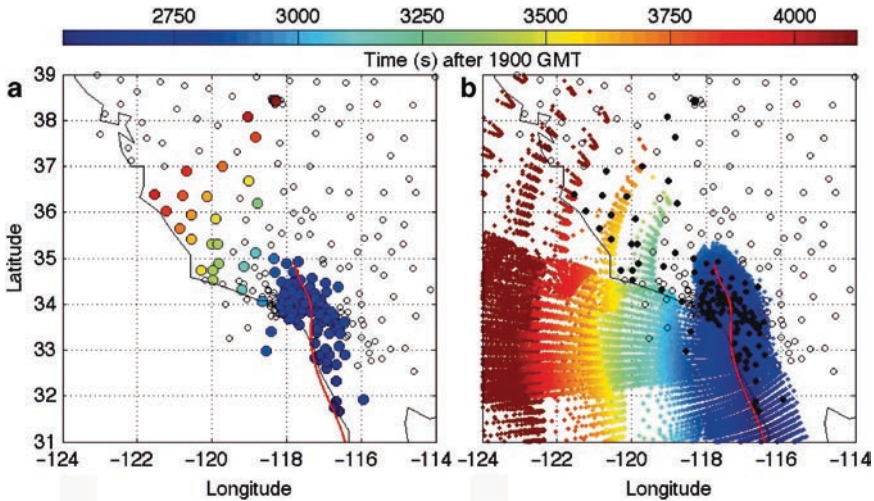 2750 3000 3250 3500 3750 4000
Time (s) after 1900 GMT
a
b
39
38
37
36
35
34
33
32
31
Latitude
−124 −122 −120 −118 −116 −114
−124 −122 −120 −118 −116 −114
Longitude
Longitude